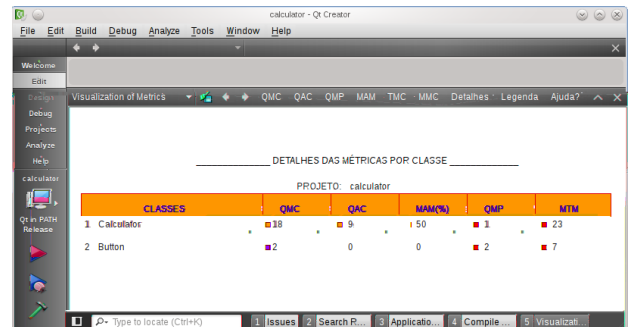 calculator - Qt Creator
File Edit Build Debug Analyze Tools Window Help
Welcome
Edit
Design
Visualization of Metrics QMC QAC QMP MAM TMC MMC Detalhes Legenda Ajuda?
Debug
Projects
Analyze
Help
DETALHES DAS MÉTRICAS POR CLASSE
PROJETO: calculator
calculator
CLASSES QMC QAC MAM(%) QMP MTM
1 Calculator 18 9 50 1 23
2 Button 2 0 0 2 7
Qt in PATH
Release
Type to locate (Ctrl+K) 1 Issues 2 Search R... 3 Applicatio... 4 Compile ... 5 Visualizati...